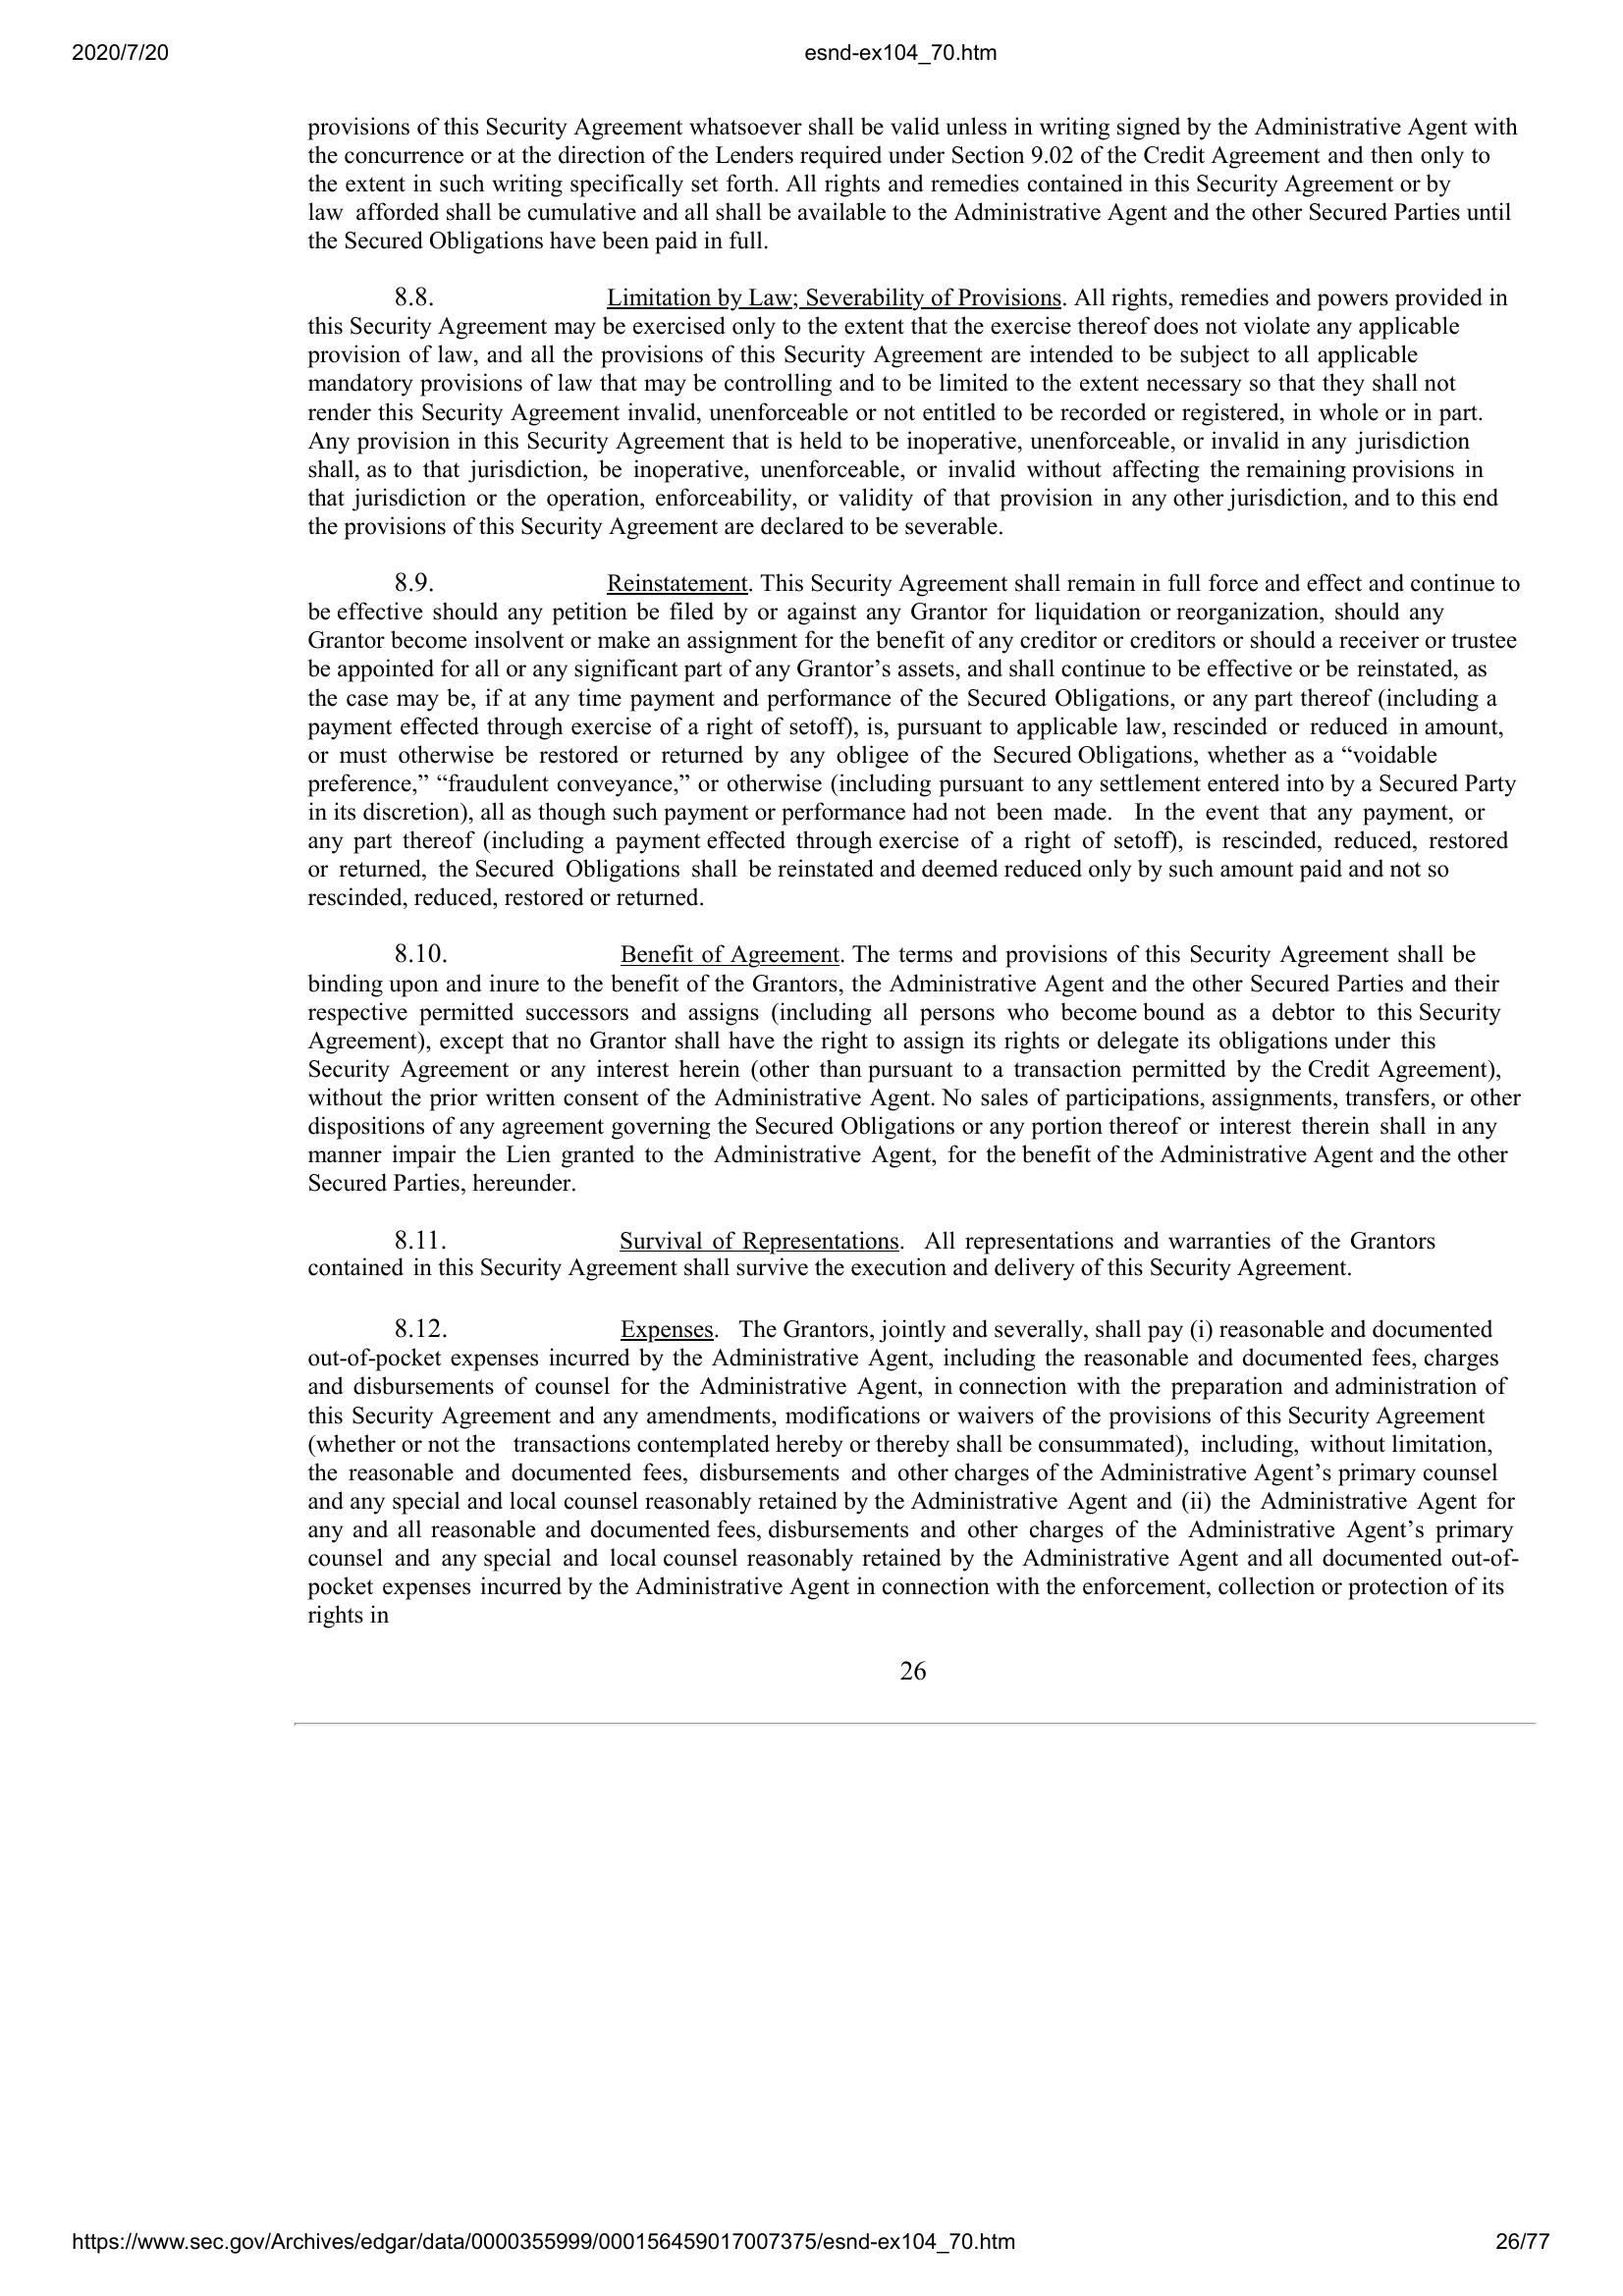 2020/7/20 esnd-ex104_70.htm
provisions of this Security Agreement whatsoever shall be valid unless in writing signed by the Administrative Agent with
the concurrence or at the direction of the Lenders required under Section 9.02 of the Credit Agreement and then only to
the extent in such writing specifically set forth. All rights and remedies contained in this Security Agreement or by
law afforded shall be cumulative and all shall be available to the Administrative Agent and the other Secured Parties until
the Secured Obligations have been paid in full.
8.8. Limitation by Law; Severability of Provisions. All rights, remedies and powers provided in
this Security Agreement may be exercised only to the extent that the exercise thereof does not violate any applicable
provision of law, and all the provisions of this Security Agreement are intended to be subject to all applicable
mandatory provisions of law that may be controlling and to be limited to the extent necessary so that they shall not
render this Security Agreement invalid, unenforceable or not entitled to be recorded or registered, in whole or in part.
Any provision in this Security Agreement that is held to be inoperative, unenforceable, or invalid in any jurisdiction
shall, as to that jurisdiction, be inoperative, unenforceable, or invalid without affecting the remaining provisions in
that jurisdiction or the operation, enforceability, or validity of that provision in any other jurisdiction, and to this end
the provisions of this Security Agreement are declared to be severable.
8.9. Reinstatement. This Security Agreement shall remain in full force and effect and continue to
be effective should any petition be filed by or against any Grantor for liquidation or reorganization, should any
Grantor become insolvent or make an assignment for the benefit of any creditor or creditors or should a receiver or trustee
be appointed for all or any significant part of any Grantor’s assets, and shall continue to be effective or be reinstated, as
the case may be, if at any time payment and performance of the Secured Obligations, or any part thereof (including a
payment effected through exercise of a right of setoff), is, pursuant to applicable law, rescinded or reduced in amount,
or must otherwise be restored or returned by any obligee of the Secured Obligations, whether as a “voidable
preference,” “fraudulent conveyance,” or otherwise (including pursuant to any settlement entered into by a Secured Party
in its discretion), all as though such payment or performance had not been made. In the event that any payment, or
any part thereof (including a payment effected through exercise of a right of setoff), is rescinded, reduced, restored
or returned, the Secured Obligations shall be reinstated and deemed reduced only by such amount paid and not so
rescinded, reduced, restored or returned.
8.10. Benefit of Agreement. The terms and provisions of this Security Agreement shall be
binding upon and inure to the benefit of the Grantors, the Administrative Agent and the other Secured Parties and their
respective permitted successors and assigns (including all persons who become bound as a debtor to this Security
Agreement), except that no Grantor shall have the right to assign its rights or delegate its obligations under this
Security Agreement or any interest herein (other than pursuant to a transaction permitted by the Credit Agreement),
without the prior written consent of the Administrative Agent. No sales of participations, assignments, transfers, or other
dispositions of any agreement governing the Secured Obligations or any portion thereof or interest therein shall in any
manner impair the Lien granted to the Administrative Agent, for the benefit of the Administrative Agent and the other
Secured Parties, hereunder.
8.11. Survival of Representations. All representations and warranties of the Grantors
contained in this Security Agreement shall survive the execution and delivery of this Security Agreement.
8.12. Expenses. The Grantors, jointly and severally, shall pay (i) reasonable and documented
out-of-pocket expenses incurred by the Administrative Agent, including the reasonable and documented fees, charges
and disbursements of counsel for the Administrative Agent, in connection with the preparation and administration of
this Security Agreement and any amendments, modifications or waivers of the provisions of this Security Agreement
(whether or not the transactions contemplated hereby or thereby shall be consummated), including, without limitation,
the reasonable and documented fees, disbursements and other charges of the Administrative Agent’s primary counsel
and any special and local counsel reasonably retained by the Administrative Agent and (ii) the Administrative Agent for
any and all reasonable and documented fees, disbursements and other charges of the Administrative Agent’s primary
counsel and any special and local counsel reasonably retained by the Administrative Agent and all documented out-of-
pocket expenses incurred by the Administrative Agent in connection with the enforcement, collection or protection of its
rights in
26
https://www.sec.gov/Archives/edgar/data/0000355999/000156459017007375/esnd-ex104_70.htm 26/77